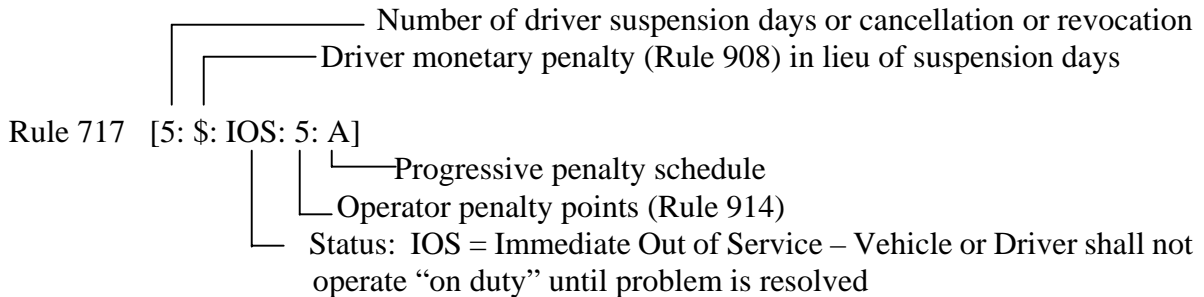 Number of driver suspension days or cancellation or revocation
Driver monetary penalty (Rule 908) in lieu of suspension days
Rule 717 [5: $: IOS: 5: A]
Progressive penalty schedule
Operator penalty points (Rule 914)
Status: IOS = Immediate Out of Service – Vehicle or Driver shall not
operate “on duty” until problem is resolved